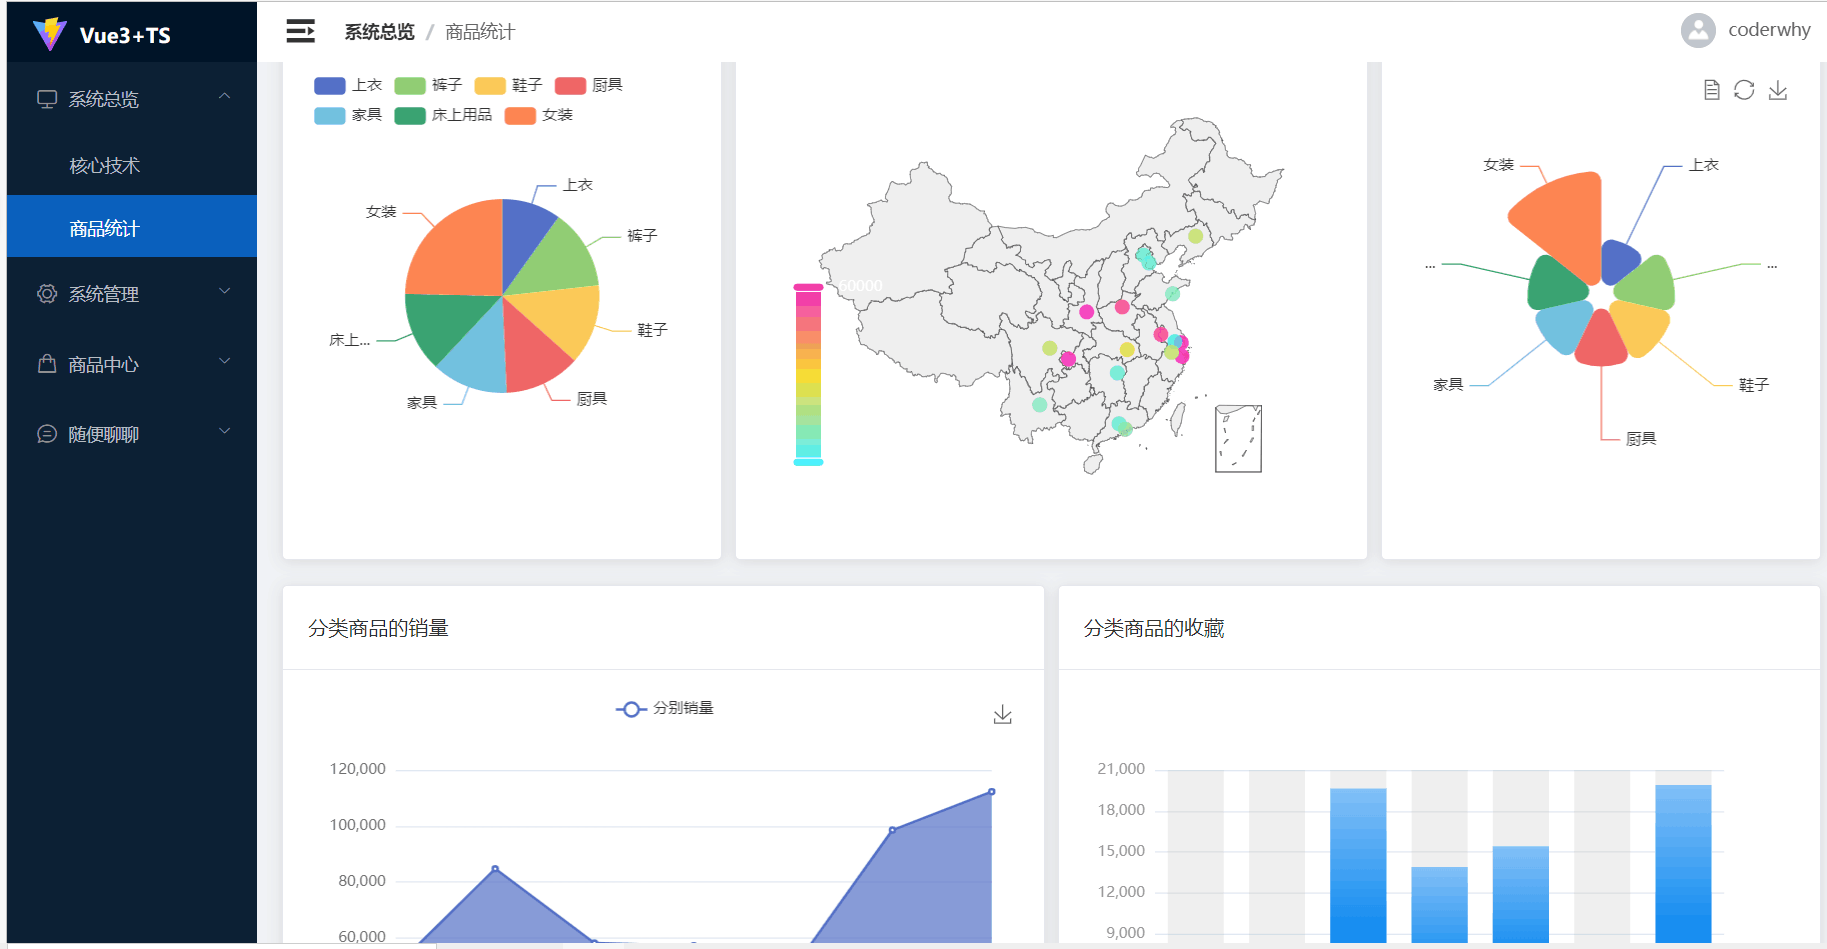 Vue3+TS
系统总览 / 商品统计
coderwhy
系统总览
核心技术
商品统计
系统管理
商品中心
随便聊聊
上衣 裤子 鞋子 厨具
家具 床上用品 女装
上衣
女装
裤子
鞋子
床上...
家具
厨具
60000
女装
上衣
...
...
家具
鞋子
厨具
分类商品的销量
分别销量
120,000
100,000
80,000
60,000
分类商品的收藏
21,000
18,000
15,000
12,000
9,000